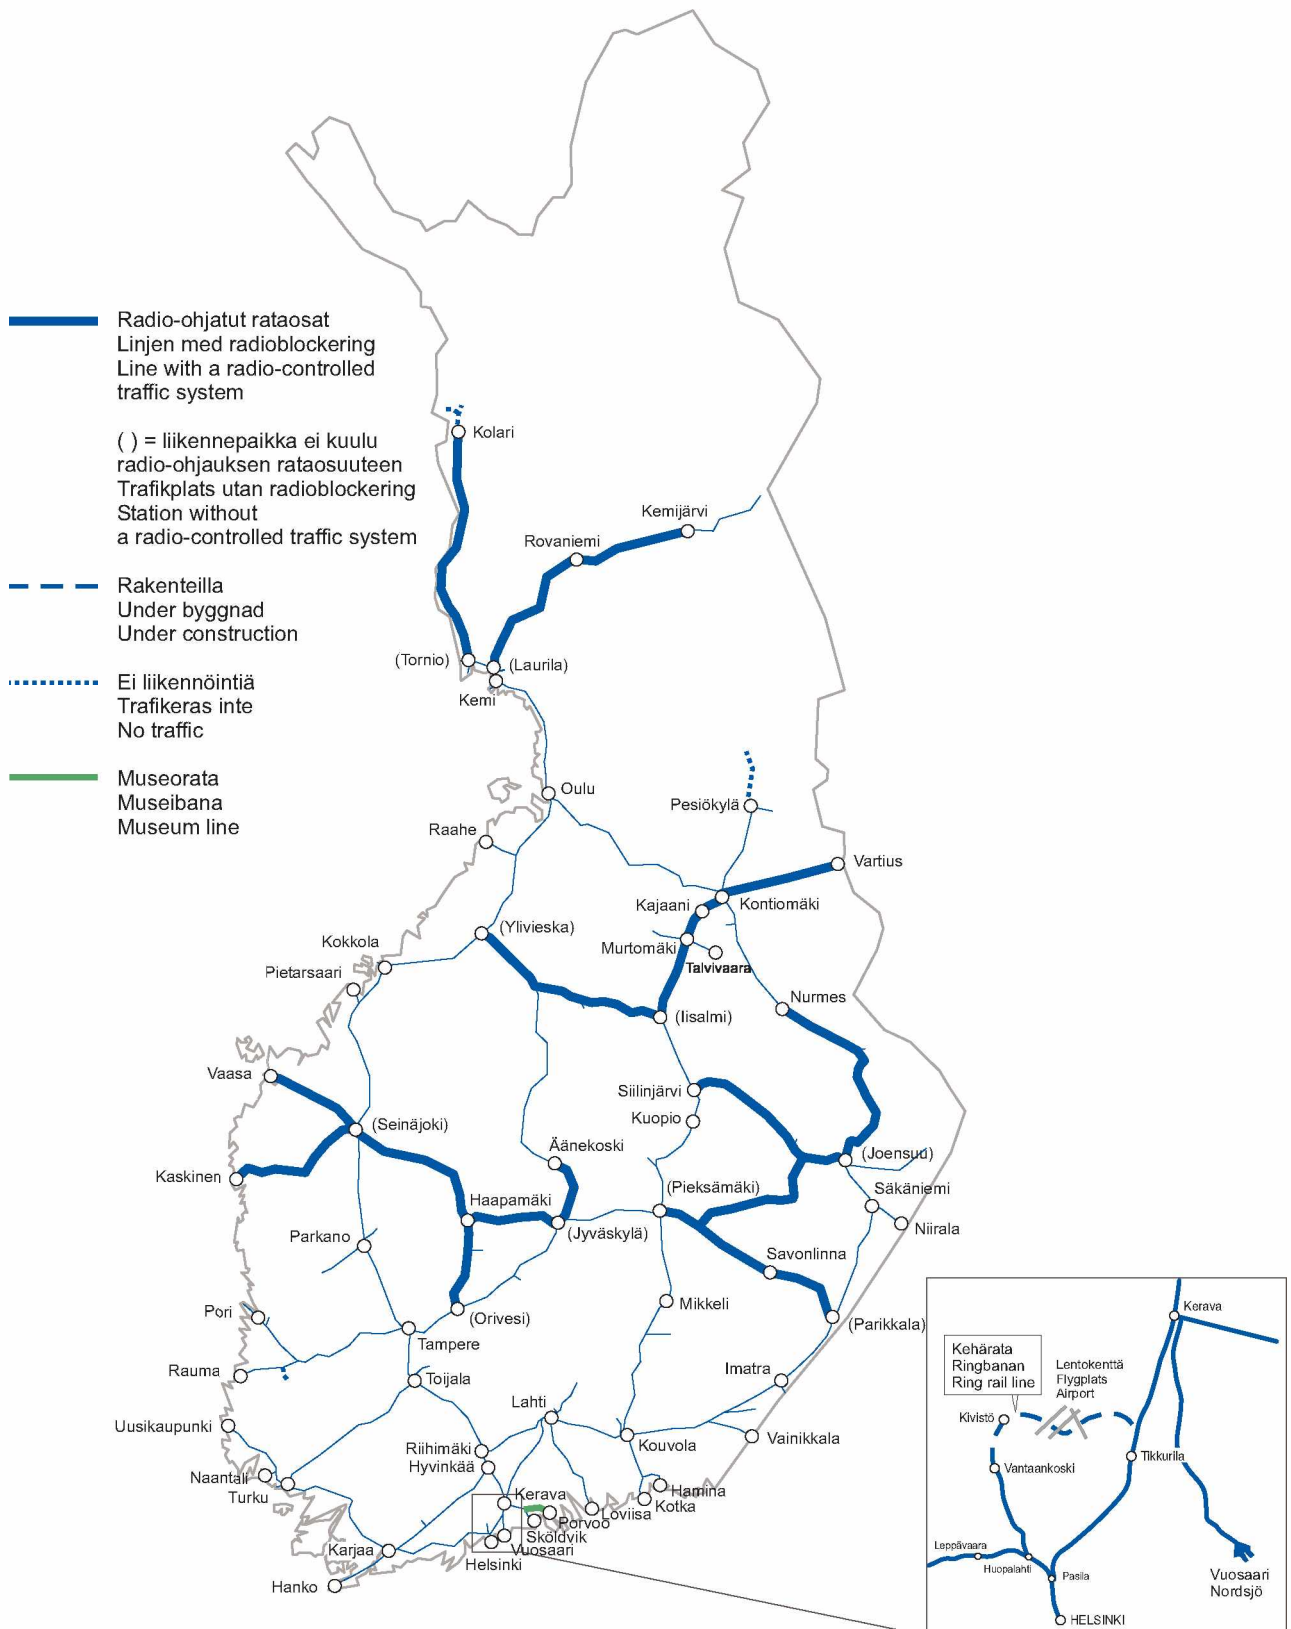 Radio-ohjatut rataosat
Linjen med radioblockering
Line with a radio-controlled
traffic system
( ) = liikennepaikka ei kuulu
radio-ohjauksen rataosuuteen
Trafikplats utan radioblockering
Station without
a radio-controlled traffic system
Rakenteilla
Under byggnad
Under construction
Ei liikennöintiä
Trafikeras inte
No traffic
Museorata
Museibana
Museum line
Kolari
Kemijärvi
Rovaniemi
(Tornio)
(Laurila)
Kemi
Oulu
Pesiökylä
Raahe
Vartius
Kajaani
Kontiomäki
(Ylivieska)
Kokkola
Murtomäki
Talvivaara
Pietarsaari
Nurmes
(Iisalmi)
Vaasa
Siilinjärvi
Kuopio
(Seinäjoki)
Äänekoski
(Joensuu)
Kaskinen
(Pieksämäki)
Säkäniemi
Haapamäki
Niirala
(Jyväskylä)
Parkano
Savonlinna
Pori
Mikkeli
(Orivesi)
(Parikkala)
Tampere
Rauma
Imatra
Toijala
Lahti
Uusikaupunki
Kouvola
Vainikkala
Riihimäki
Hyvinkää
Naantali
Turku
Hamina
Kerava
Kotka
Loviisa
Porvoo
Sköldvik
Vuosaari
Karjaa
Helsinki
Hanko
Kerava
Kehärata
Ringbanan
Ring rail line
Lentokenttä
Flygplats
Airport
Kivistö
Tikkurila
Vantaankoski
Leppävaara
Huopalahti
Pasila
Vuosaari
Nordsjö
HELSINKI